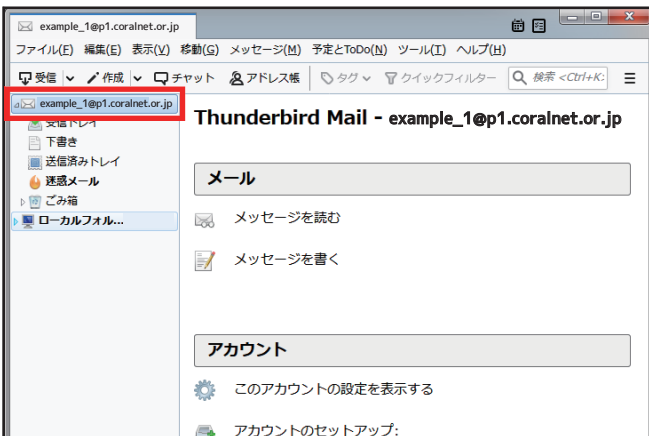 example_1@p1.coralnet.or.jp
ファイル(F) 編集(E) 表示(V) 移動(G) メッセージ(M) 予定とToDo(N) ツール(T) ヘルプ(H)
受信 作成 チャット アドレス帳 タグ クイックフィルター 検索 <Ctrl+K:
example_1@p1.coralnet.or.jp
受信トレイ
下書き
送信済みトレイ
迷惑メール
ごみ箱
ローカルフォル...
Thunderbird Mail - example_1@p1.coralnet.or.jp
メール
メッセージを読む
メッセージを書く
アカウント
このアカウントの設定を表示する
アカウントのセットアップ: